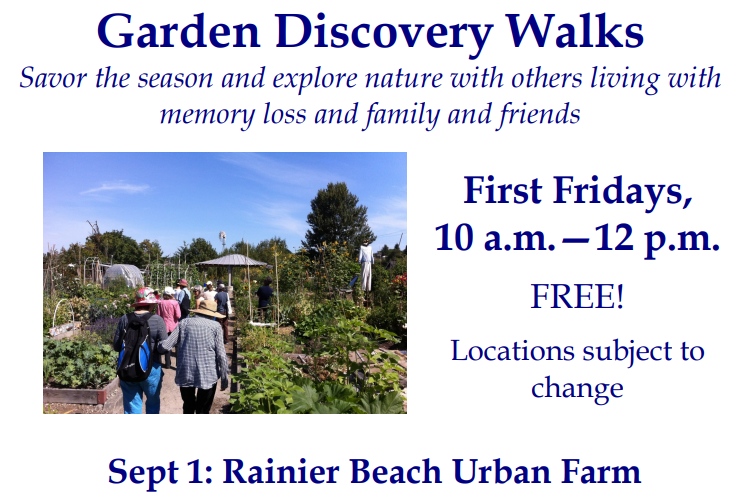 Garden Discovery Walks
Savor the season and explore nature with others living with
memory loss and family and friends
First Fridays,
10 a.m.—12 p.m.
FREE!
Locations subject to
change
Sept 1: Rainier Beach Urban Farm